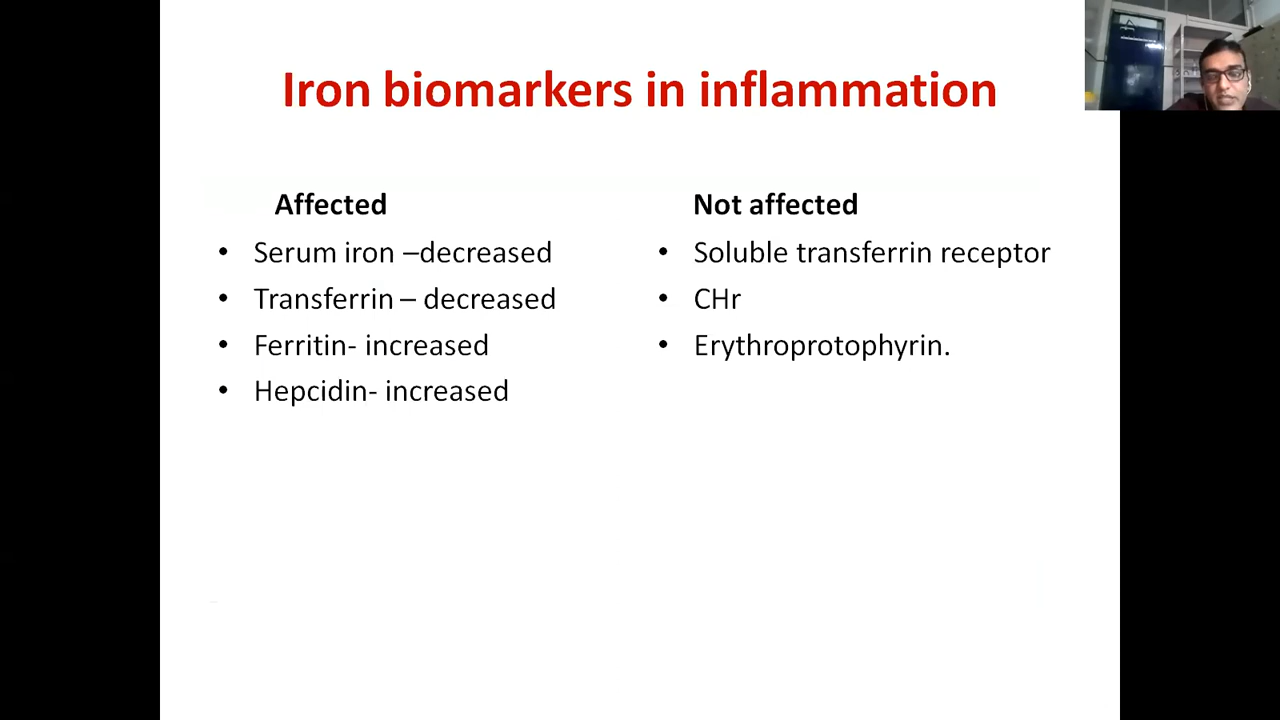 Iron biomarkers in inflammation
Affected
• Serum iron –decreased
• Transferrin – decreased
• Ferritin- increased
• Hepcidin- increased
Not affected
• Soluble transferrin receptor
• CHr
• Erythroprotophyrin.